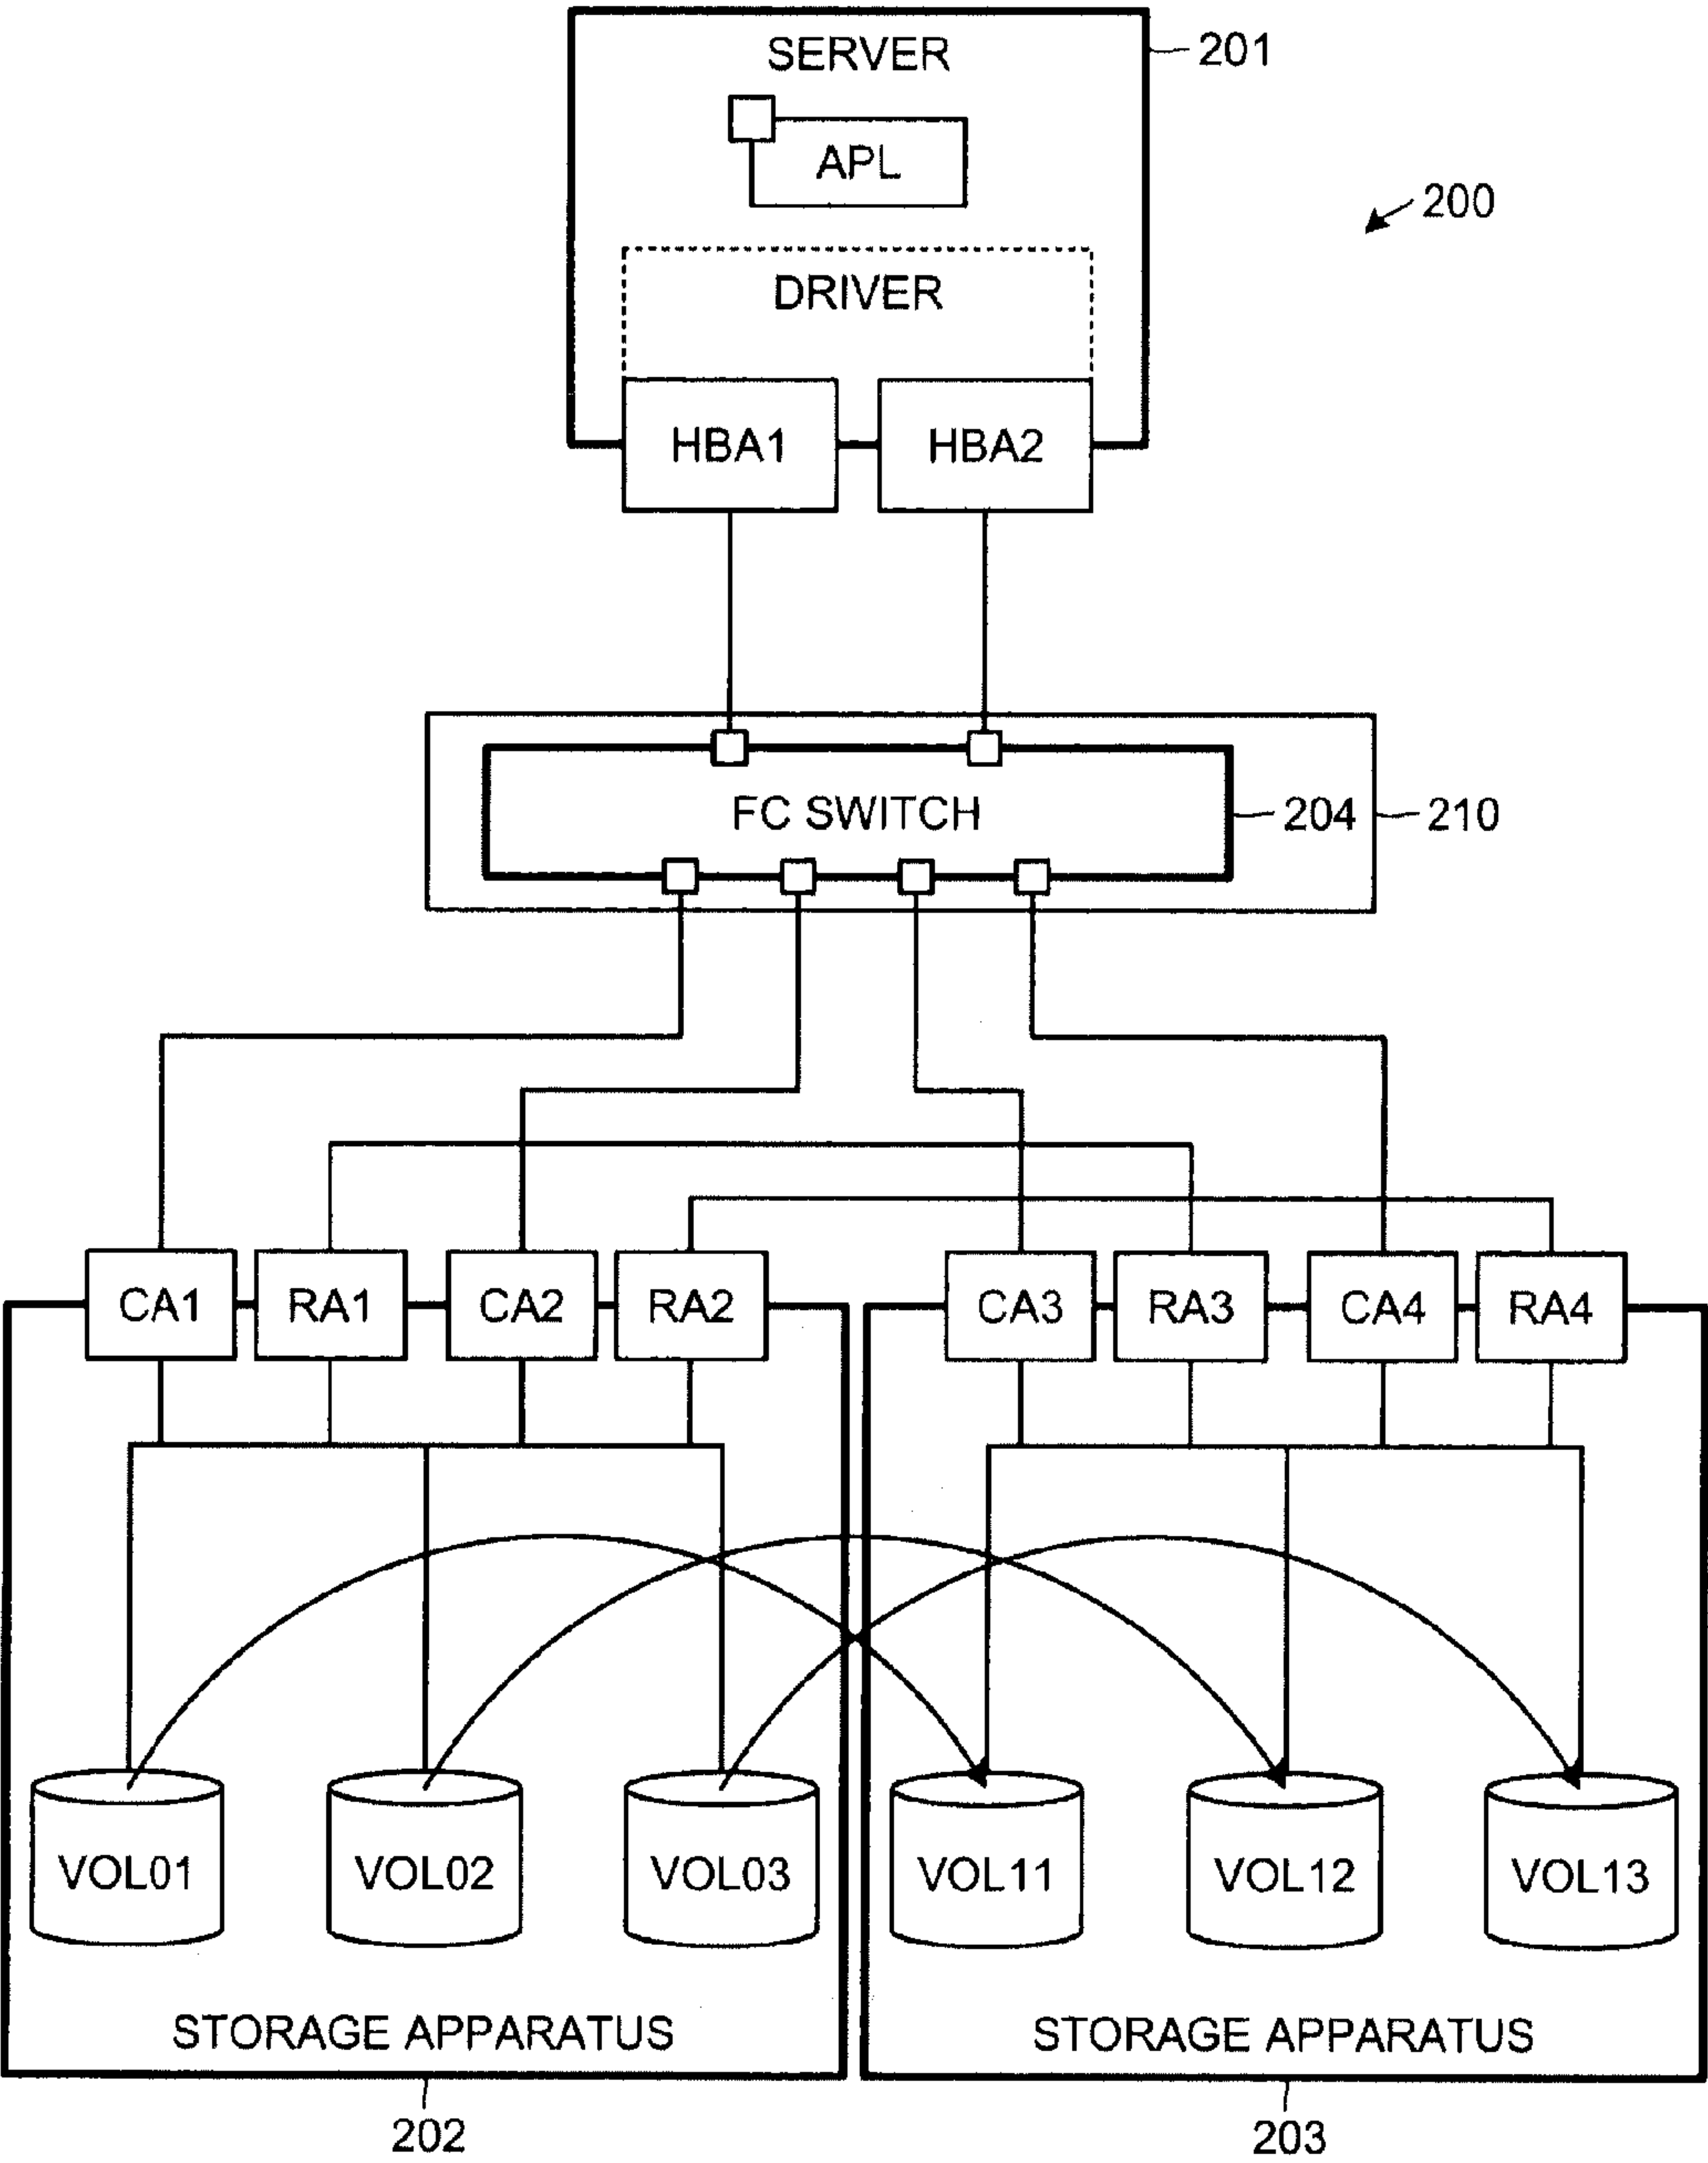 SERVER
201
APL
200
DRIVER
HBA1 HBA2
FC SWITCH
204
210
CA1 RA1 CA2 RA2 CA3 RA3 CA4 RA4
VOL01 VOL02 VOL03 VOL11 VOL12 VOL13
STORAGE APPARATUS STORAGE APPARATUS
202 203